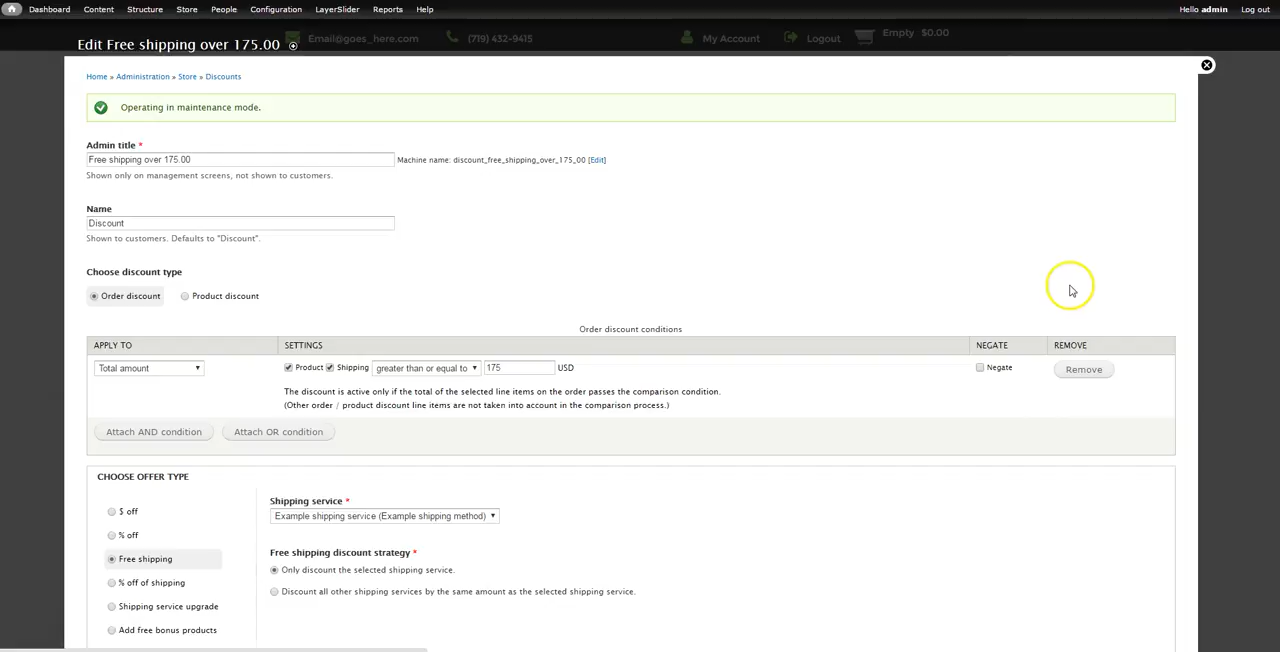 Dashboard Content Structure Store People Configuration LayerSlider Reports Help Hello admin Log out
Edit Free shipping over 175.00 Email@goes_here.com (719) 432-9415 My Account Logout Empty $0.00
Home » Administration » Store » Discounts
Operating in maintenance mode.
Admin title *
Free shipping over 175.00 Machine name: discount_free_shipping_over_175_00 [Edit]
Shown only on management screens, not shown to customers.
Name
Discount
Shown to customers. Defaults to "Discount".
Choose discount type
Order discount Product discount
Order discount conditions
APPLY TO SETTINGS NEGATE REMOVE
Total amount Product Shipping greater than or equal to 175 USD Negate Remove
The discount is active only if the total of the selected line items on the order passes the comparison condition.
(Other order / product discount line items are not taken into account in the comparison process.)
Attach AND condition Attach OR condition
CHOOSE OFFER TYPE
$ off
% off
Free shipping
% off of shipping
Shipping service upgrade
Add free bonus products
Shipping service *
Example shipping service (Example shipping method)
Free shipping discount strategy *
Only discount the selected shipping service.
Discount all other shipping services by the same amount as the selected shipping service.